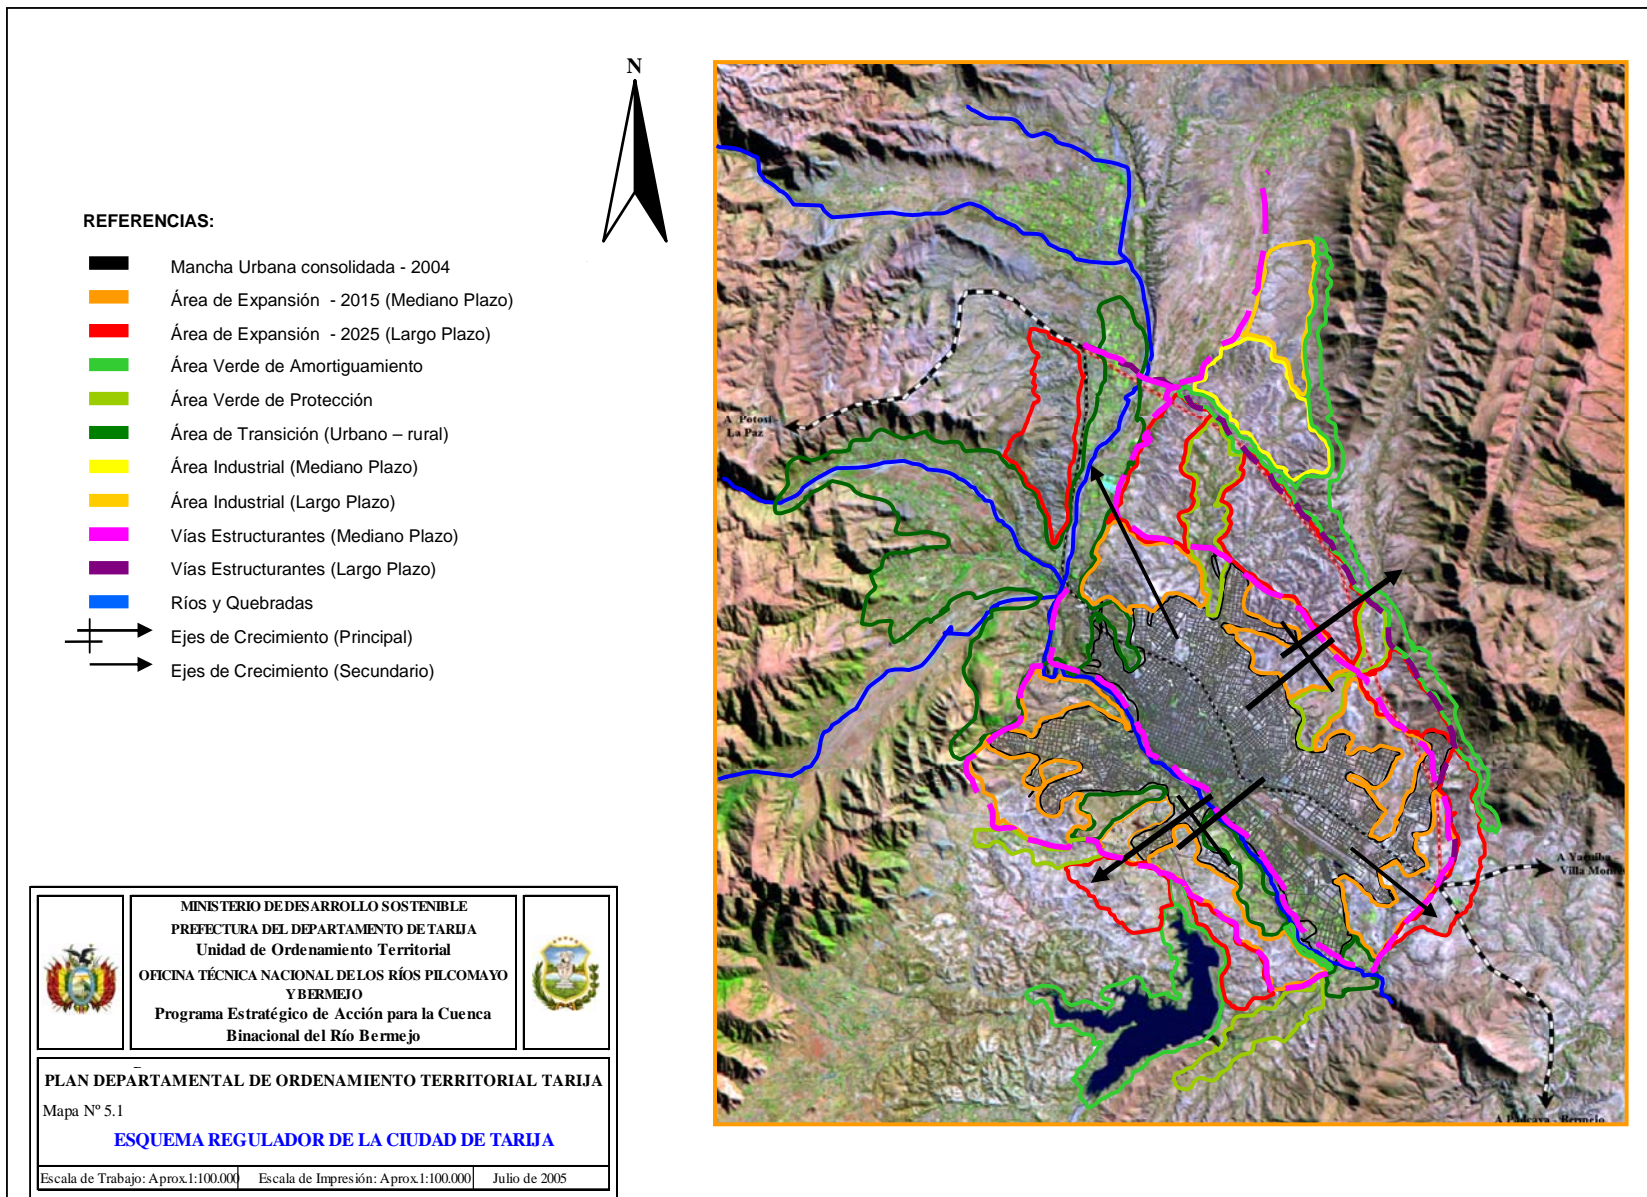 N
REFERENCIAS:
Mancha Urbana consolidada - 2004
Área de Expansión - 2015 (Mediano Plazo)
Área de Expansión - 2025 (Largo Plazo)
Área Verde de Amortiguamiento
Área Verde de Protección
Área de Transición (Urbano – rural)
Área Industrial (Mediano Plazo)
Área Industrial (Largo Plazo)
Vías Estructurantes (Mediano Plazo)
Vías Estructurantes (Largo Plazo)
Ríos y Quebradas
Ejes de Crecimiento (Principal)
Ejes de Crecimiento (Secundario)
A Potosí
La Paz
A Yacuiba
Villa Montes
A Padcaya - Bermejo
MINISTERIO DE DESARROLLO SOSTENIBLE
PREFECTURA DEL DEPARTAMENTO DE TARIJA
Unidad de Ordenamiento Territorial
OFICINA TÉCNICA NACIONAL DE LOS RÍOS PILCOMAYO
Y BERMEJO
Programa Estratégico de Acción para la Cuenca
Binacional del Río Bermejo
PLAN DEPARTAMENTAL DE ORDENAMIENTO TERRITORIAL TARIJA
Mapa Nº 5.1
ESQUEMA REGULADOR DE LA CIUDAD DE TARIJA
Escala de Trabajo: Aprox.1:100.000 Escala de Impresión: Aprox.1:100.000 Julio de 2005